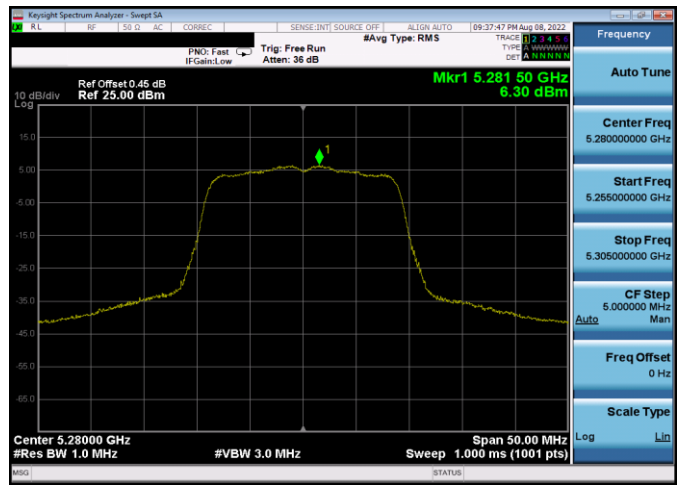 Keysight Spectrum Analyzer - Swept SA
RL RF 50 Ω AC CORREC SENSE:INT SOURCE OFF ALIGN AUTO 09:37:47 PM Aug 08, 2022
#Avg Type: RMS
TRACE 1 2 3 4 5 6
TYPE A WWWWW
DET A N N N N N
PNO: Fast
IFGain:Low
Trig: Free Run
Atten: 36 dB
Mkr1 5.281 50 GHz
6.30 dBm
Ref Offset 0.45 dB
10 dB/div Ref 25.00 dBm
Log
1
15.0
5.00
-5.00
-15.0
-25.0
-35.0
-45.0
-55.0
-65.0
Center 5.28000 GHz
Span 50.00 MHz
#Res BW 1.0 MHz
#VBW 3.0 MHz
Sweep 1.000 ms (1001 pts)
MSG
STATUS
Frequency
Auto Tune
Center Freq
5.280000000 GHz
Start Freq
5.255000000 GHz
Stop Freq
5.305000000 GHz
CF Step
5.000000 MHz
Auto Man
Freq Offset
0 Hz
Scale Type
Log Lin